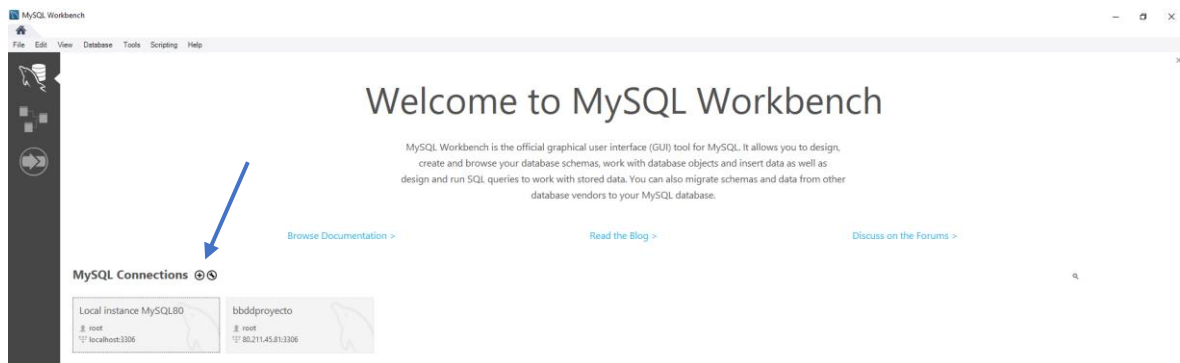 MySQL Workbench
File Edit View Database Tools Scripting Help
Welcome to MySQL Workbench
MySQL Workbench is the official graphical user interface (GUI) tool for MySQL. It allows you to design,
create and browse your database schemas, work with database objects and insert data as well as
design and run SQL queries to work with stored data. You can also migrate schemas and data from other
database vendors to your MySQL database.
Browse Documentation > Read the Blog > Discuss on the Forums >
MySQL Connections
Local instance MySQL80 bbddproyecto
root root
localhost:3306 80.211.45.81:3306